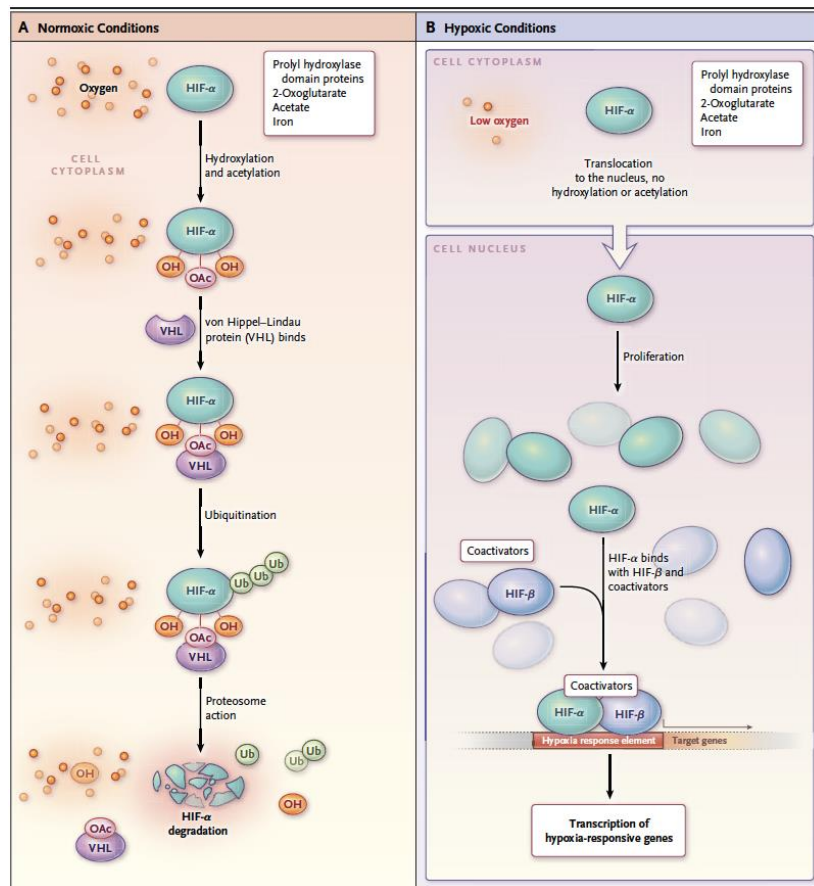 A Normoxic Conditions
Oxygen
HIF-α
Prolyl hydroxylase
domain proteins
2-Oxoglutarate
Acetate
Iron
CELL
CYTOPLASM
Hydroxylation
and acetylation
HIF-α
OH
OAc
OH
VHL
von Hippel–Lindau
protein (VHL) binds
HIF-α
OH
OAc
OH
VHL
Ubiquitination
HIF-α
Ub
Ub
Ub
OH
OAc
OH
VHL
Proteosome
action
OH
Ub
Ub
Ub
OH
HIF-α
degradation
OAc
VHL
B Hypoxic Conditions
CELL CYTOPLASM
Low oxygen
HIF-α
Prolyl hydroxylase
domain proteins
2-Oxoglutarate
Acetate
Iron
Translocation
to the nucleus, no
hydroxylation or acetylation
CELL NUCLEUS
HIF-α
Proliferation
HIF-α
Coactivators
HIF-β
HIF-α binds
with HIF-β and
coactivators
Coactivators
HIF-α
HIF-β
Hypoxia response element
Target genes
Transcription of
hypoxia-responsive genes